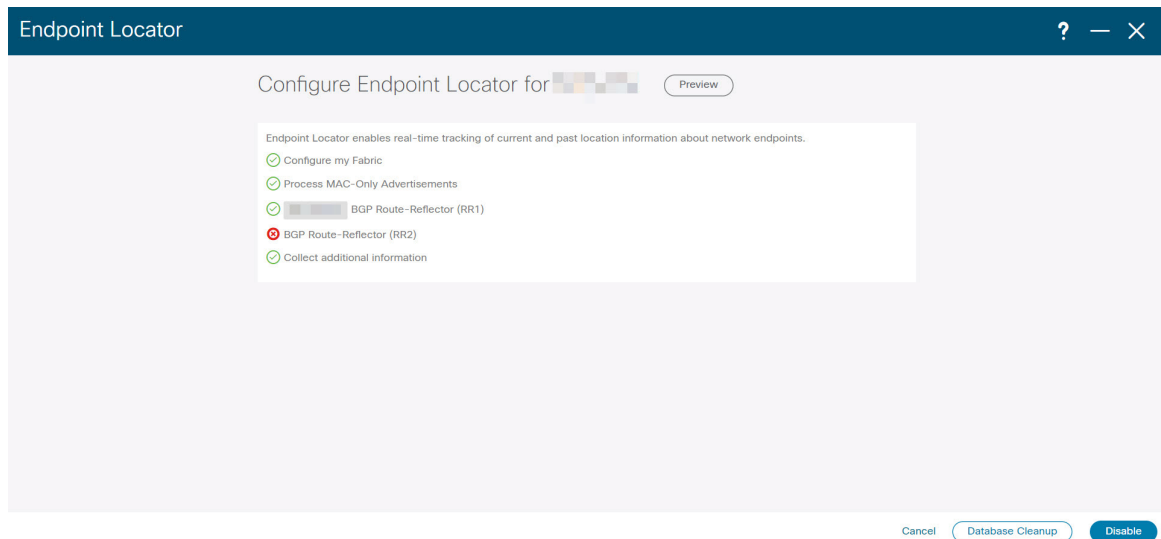 Endpoint Locator
? — ×
Configure Endpoint Locator for
Preview
Endpoint Locator enables real-time tracking of current and past location information about network endpoints.
Configure my Fabric
Process MAC-Only Advertisements
BGP Route-Reflector (RR1)
BGP Route-Reflector (RR2)
Collect additional information
Cancel Database Cleanup Disable